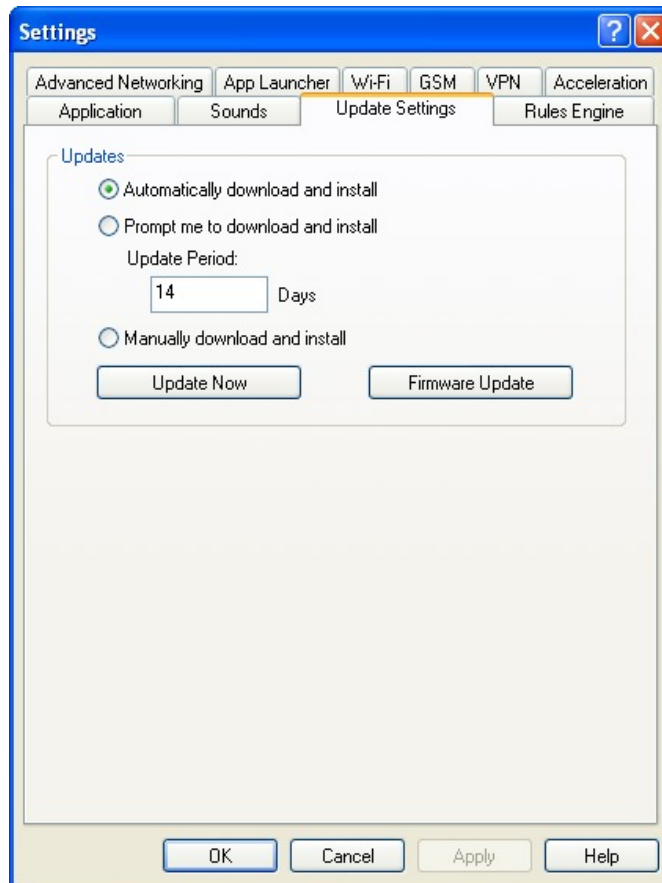 Settings
Advanced Networking App Launcher Wi-Fi GSM VPN Acceleration
Application Sounds Update Settings Rules Engine
Updates
Automatically download and install
Prompt me to download and install
Update Period:
14 Days
Manually download and install
Update Now Firmware Update
OK Cancel Apply Help